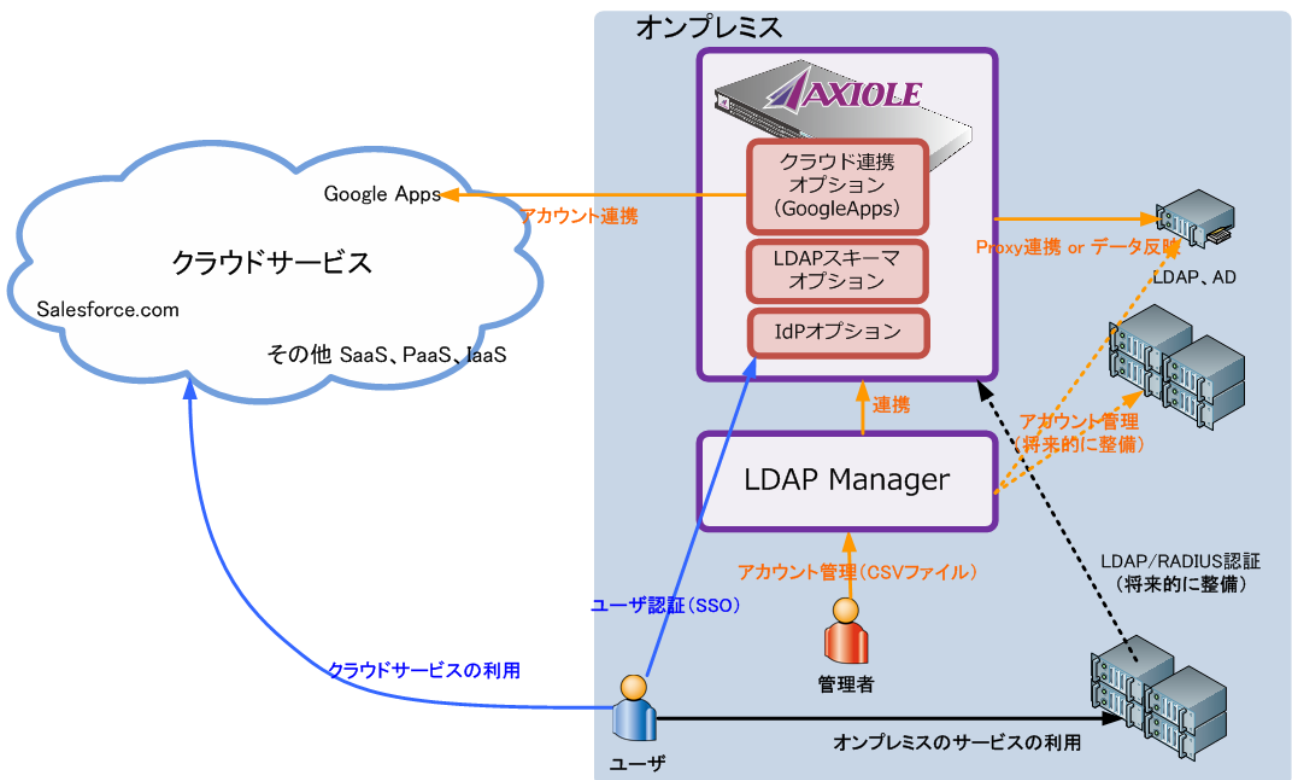 オンプレミス
AXIOLE
クラウド連携
オプション
(GoogleApps)
LDAPスキーマ
オプション
IdPオプション
Google Apps
アカウント連携
クラウドサービス
Salesforce.com
その他 SaaS、PaaS、IaaS
Proxy連携 or データ反映
LDAP、AD
連携
アカウント管理
(将来的に整備)
LDAP Manager
アカウント管理(CSVファイル)
LDAP/RADIUS認証
(将来的に整備)
ユーザ認証(SSO)
クラウドサービスの利用
管理者
オンプレミスのサービスの利用
ユーザ